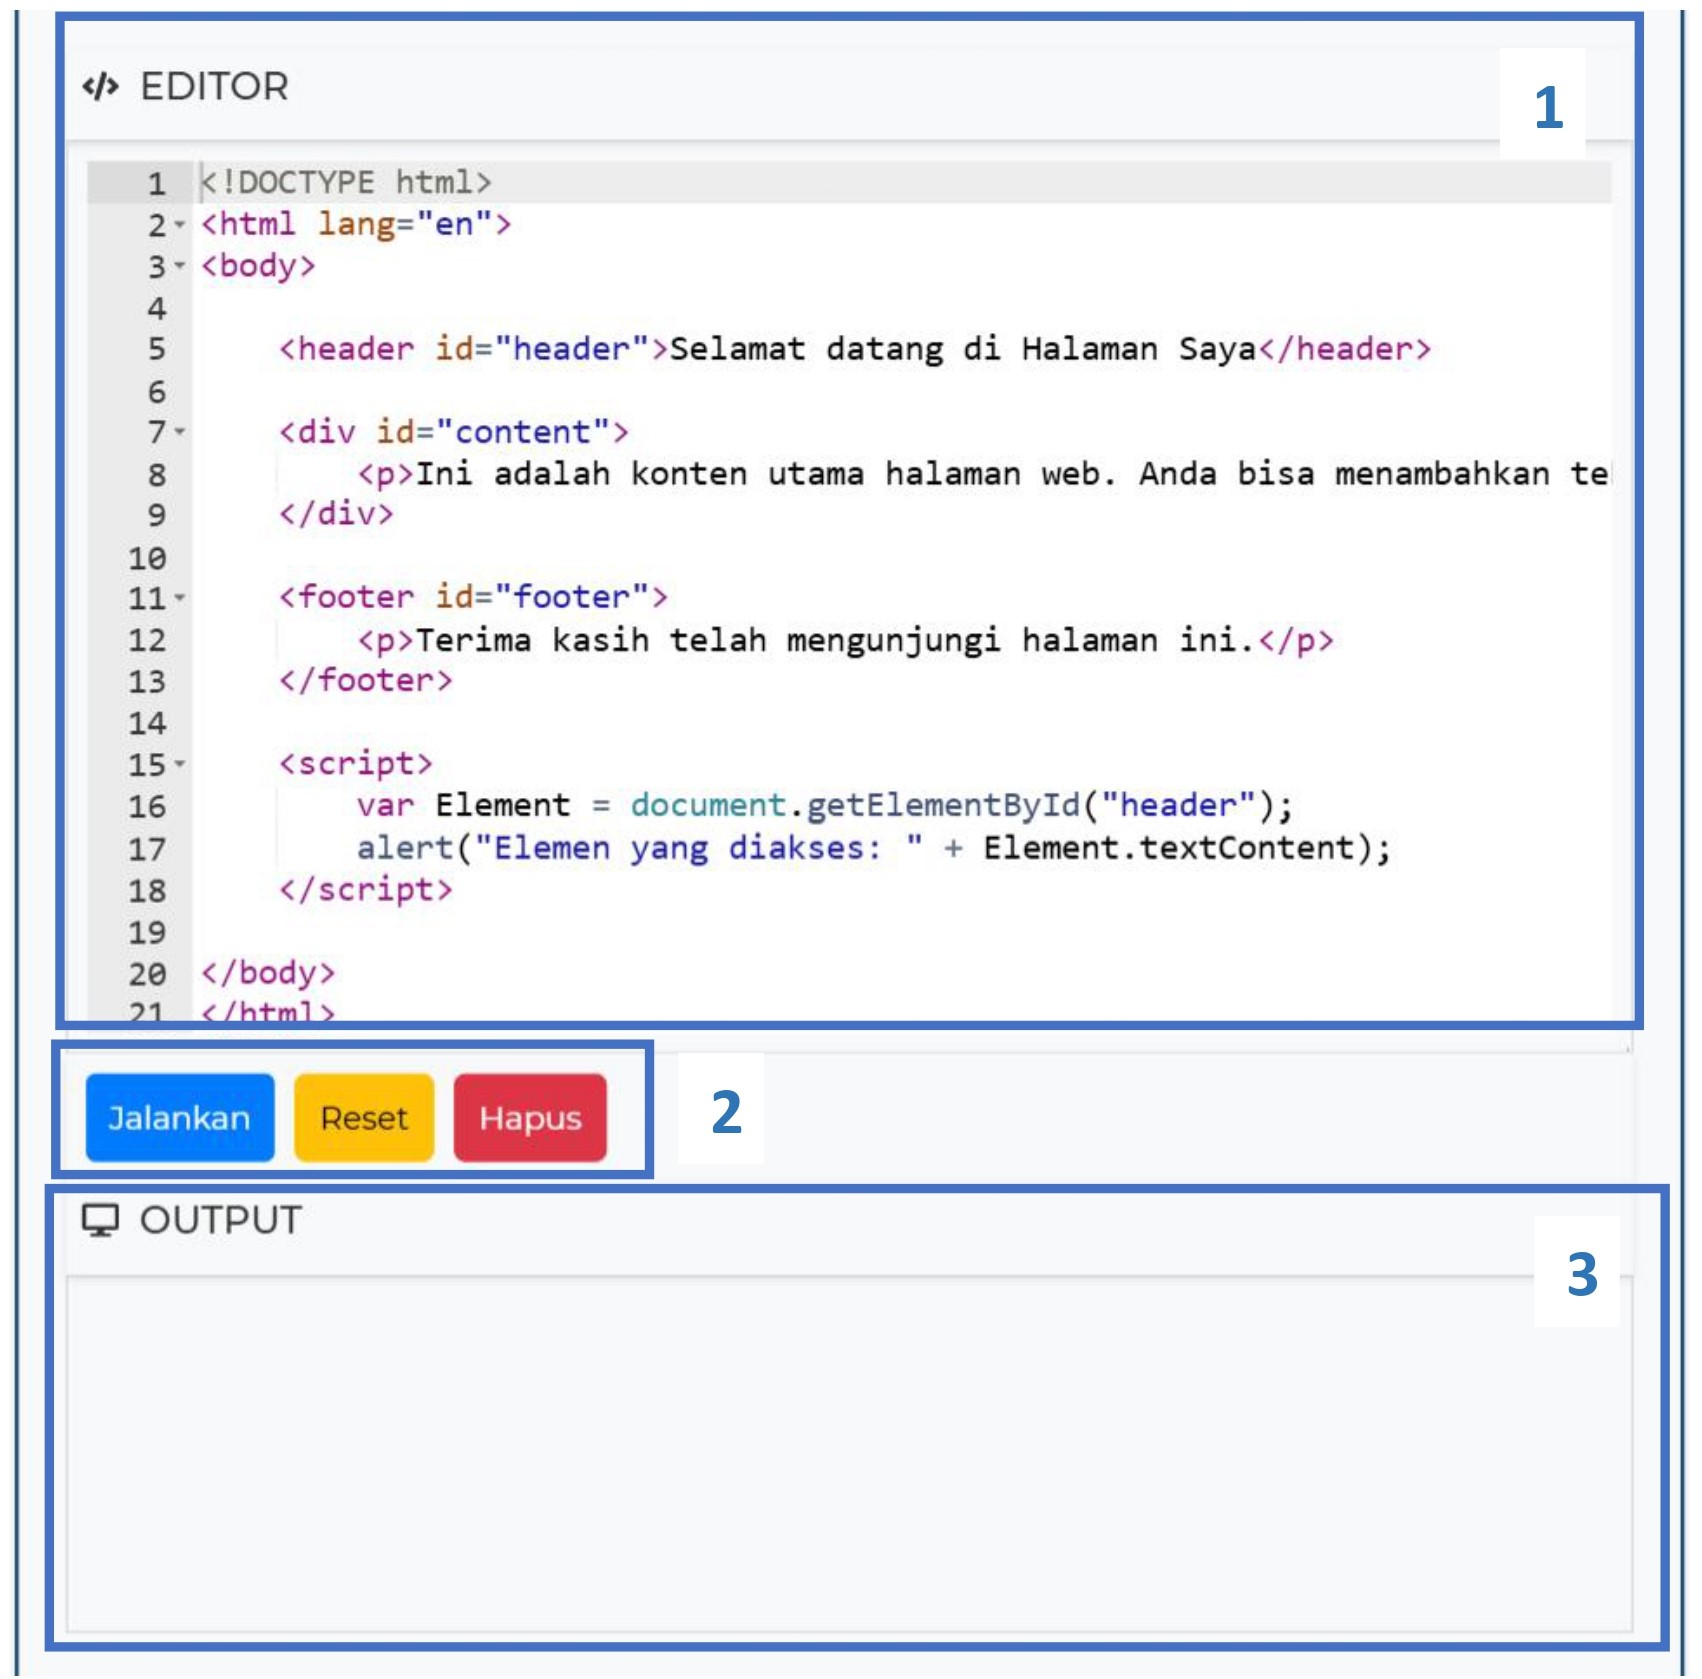 </> EDITOR
1
1 <!DOCTYPE html>
2 <html lang="en">
3 <body>
4
5 <header id="header">Selamat datang di Halaman Saya</header>
6
7 <div id="content">
8 <p>Ini adalah konten utama halaman web. Anda bisa menambahkan
9 </div>
10
11 <footer id="footer">
12 <p>Terima kasih telah mengunjungi halaman ini.</p>
13 </footer>
14
15 <script>
16 var Element = document.getElementById("header");
17 alert("Elemen yang diakses: " + Element.textContent);
18 </script>
19
20 </body>
21 </html>
Jalankan Reset Hapus
2
OUTPUT
3